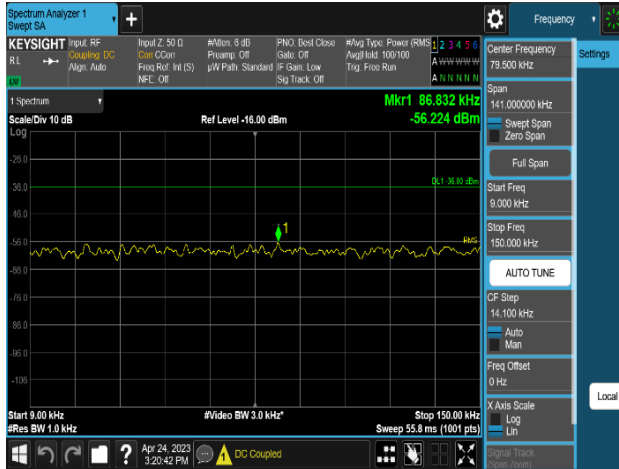 Spectrum Analyzer 1
Swept SA
Frequency
KEYSIGHT
RL
Input: RF
Coupling: DC
Align: Auto
Input Z: 50 Ω
Corr CCorr
Freq Ref: Int (S)
NFE: Off
#Atten: 6 dB
Preamp: Off
µW Path: Standard
PNO: Best Close
Gate: Off
IF Gain: Low
Sig Track: Off
#Avg Type: Power (RMS
Avg|Hold: 100/100
Trig: Free Run
1 2 3 4 5 6
A W W W W W
A N N N N N
1 Spectrum
Scale/Div 10 dB
Ref Level -16.00 dBm
Mkr1 86.832 kHz
-56.224 dBm
Log
-26.0
-36.0
-46.0
-56.0
-66.0
-76.0
-86.0
-96.0
-106
DL1 -36.00 dBm
1
RMS
Start 9.00 kHz
#Res BW 1.0 kHz
#Video BW 3.0 kHz*
Stop 150.00 kHz
Sweep 55.8 ms (1001 pts)
Center Frequency
79.500 kHz
Settings
Span
141.000000 kHz
Swept Span
Zero Span
Full Span
Start Freq
9.000 kHz
Stop Freq
150.000 kHz
AUTO TUNE
CF Step
14.100 kHz
Auto
Man
Freq Offset
0 Hz
X Axis Scale
Log
Lin
Local
Signal Track
(Span Zoom)
?
Apr 24, 2023
3:20:42 PM
DC Coupled